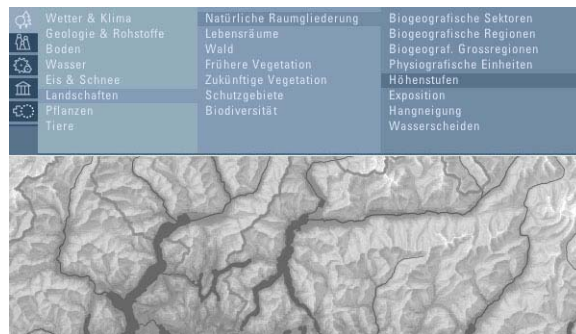 Wetter & Klima
Geologie & Rohstoffe
Boden
Wasser
Eis & Schnee
Landschaften
Pflanzen
Tiere
Natürliche Raumgliederung
Lebensräume
Wald
Frühere Vegetation
Zukünftige Vegetation
Schutzgebiete
Biodiversität
Biogeografische Sektoren
Biogeografische Regionen
Biogeograf. Grossregionen
Physiografische Einheiten
Höhenstufen
Exposition
Hangneigung
Wasserscheiden